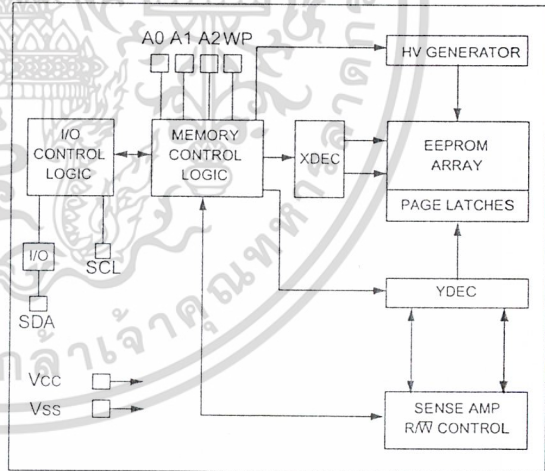 A0 A1 A2 WP
HV GENERATOR
I/O
CONTROL
LOGIC
MEMORY
CONTROL
LOGIC
XDEC
EEPROM
ARRAY
PAGE LATCHES
I/O
SCL
SDA
YDEC
Vcc
Vss
SENSE AMP
R/W̅ CONTROL